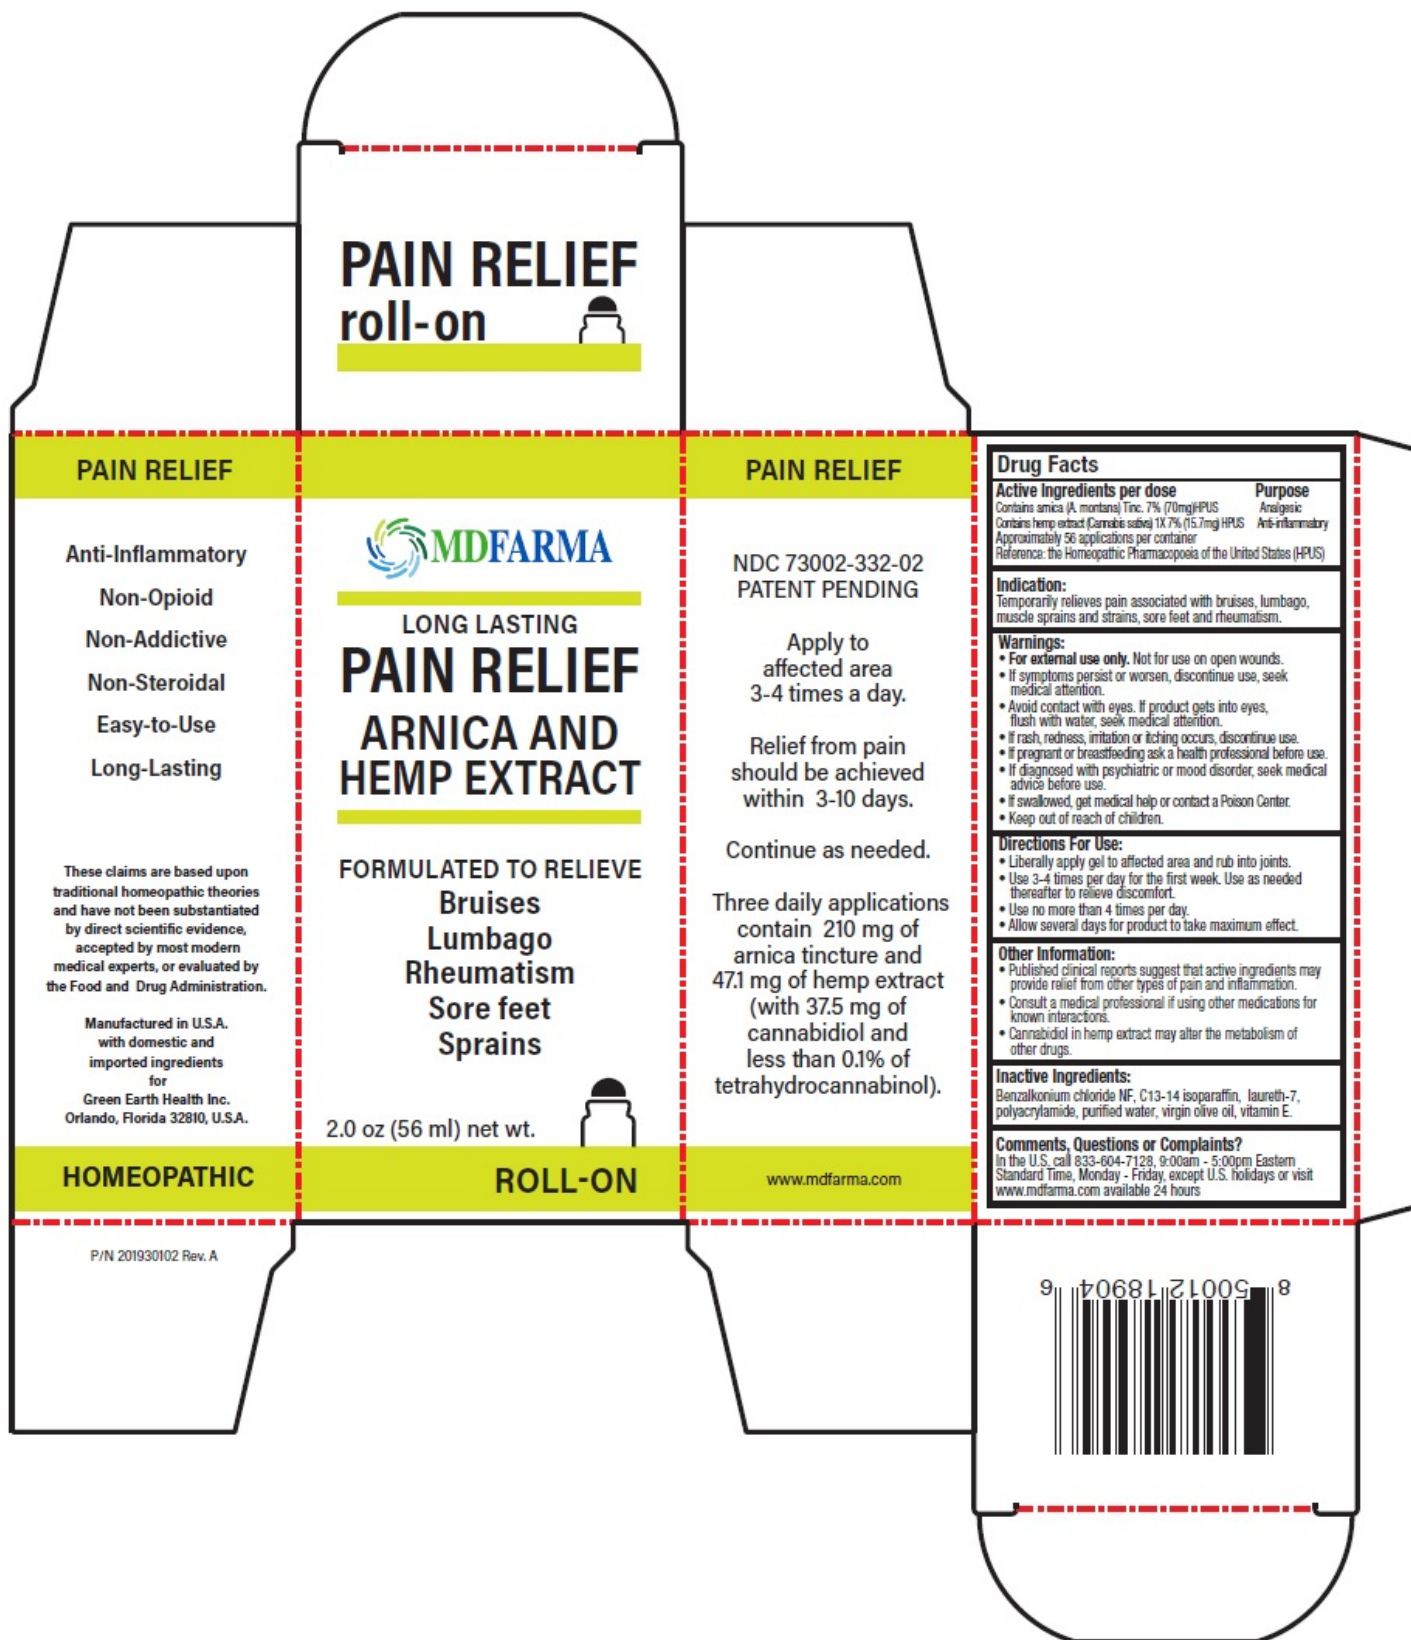 PAIN RELIEF
roll-on
PAIN RELIEF
Anti-Inflammatory
Non-Opioid
Non-Addictive
Non-Steroidal
Easy-to-Use
Long-Lasting
These claims are based upon
traditional homeopathic theories
and have not been substantiated
by direct scientific evidence,
accepted by most modern
medical experts, or evaluated by
the Food and Drug Administration.
Manufactured in U.S.A.
with domestic and
imported ingredients
for
Green Earth Health Inc.
Orlando, Florida 32810, U.S.A.
HOMEOPATHIC
P/N 201930102 Rev. A
MDFARMA
LONG LASTING
PAIN RELIEF
ARNICA AND
HEMP EXTRACT
FORMULATED TO RELIEVE
Bruises
Lumbago
Rheumatism
Sore feet
Sprains
2.0 oz (56 ml) net wt.
ROLL-ON
PAIN RELIEF
NDC 73002-332-02
PATENT PENDING
Apply to
affected area
3-4 times a day.
Relief from pain
should be achieved
within 3-10 days.
Continue as needed.
Three daily applications
contain 210 mg of
arnica tincture and
47.1 mg of hemp extract
(with 37.5 mg of
cannabidiol and
less than 0.1% of
tetrahydrocannabinol).
www.mdfarma.com
Drug Facts
Active Ingredients per dose Purpose
Contains arnica (A. montana) Tinc. 7% (70mg)HPUS Analgesic
Contains hemp extract (Cannabis sativa) 1X 7% (15.7mg) HPUS Anti-inflammatory
Approximately 56 applications per container
Reference: the Homeopathic Pharmacopoeia of the United States (HPUS)
Indication:
Temporarily relieves pain associated with bruises, lumbago,
muscle sprains and strains, sore feet and rheumatism.
Warnings:
• For external use only. Not for use on open wounds.
• If symptoms persist or worsen, discontinue use, seek
medical attention.
• Avoid contact with eyes. If product gets into eyes,
flush with water, seek medical attention.
• If rash, redness, irritation or itching occurs, discontinue use.
• If pregnant or breastfeeding ask a health professional before use.
• If diagnosed with psychiatric or mood disorder, seek medical
advice before use.
• If swallowed, get medical help or contact a Poison Center.
• Keep out of reach of children.
Directions For Use:
• Liberally apply gel to affected area and rub into joints.
• Use 3-4 times per day for the first week. Use as needed
thereafter to relieve discomfort.
• Use no more than 4 times per day.
• Allow several days for product to take maximum effect.
Other Information:
• Published clinical reports suggest that active ingredients may
provide relief from other types of pain and inflammation.
• Consult a medical professional if using other medications for
known interactions.
• Cannabidiol in hemp extract may alter the metabolism of
other drugs.
Inactive Ingredients:
Benzalkonium chloride NF, C13-14 isoparaffin, laureth-7,
polyacrylamide, purified water, virgin olive oil, vitamin E.
Comments, Questions or Complaints?
In the U.S. call 833-604-7128, 9:00am - 5:00pm Eastern
Standard Time, Monday - Friday, except U.S. holidays or visit
www.mdfarma.com available 24 hours
8 50012 18904 6